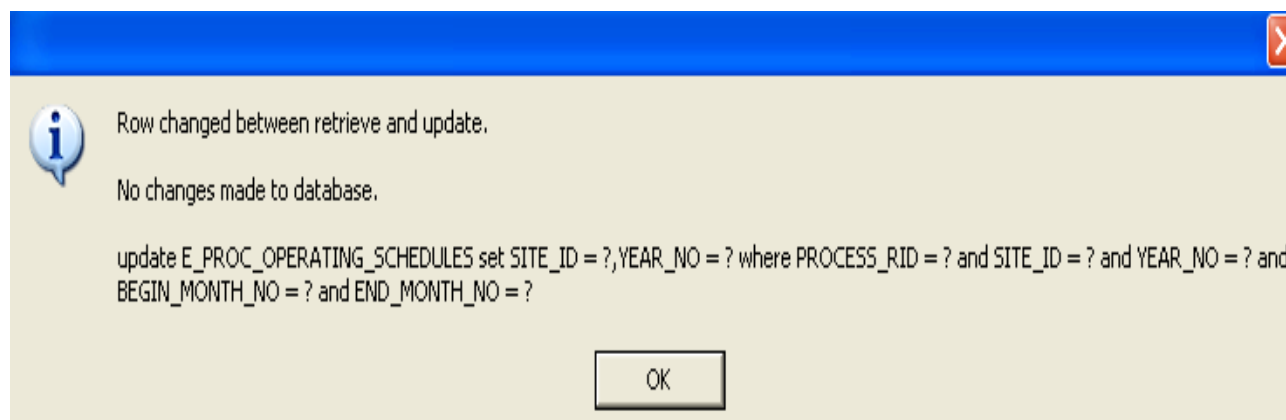 Row changed between retrieve and update.
No changes made to database.
update E_PROC_OPERATING_SCHEDULES set SITE_ID = ?,YEAR_NO = ? where PROCESS_RID = ? and SITE_ID = ? and YEAR_NO = ? and
BEGIN_MONTH_NO = ? and END_MONTH_NO = ?
OK